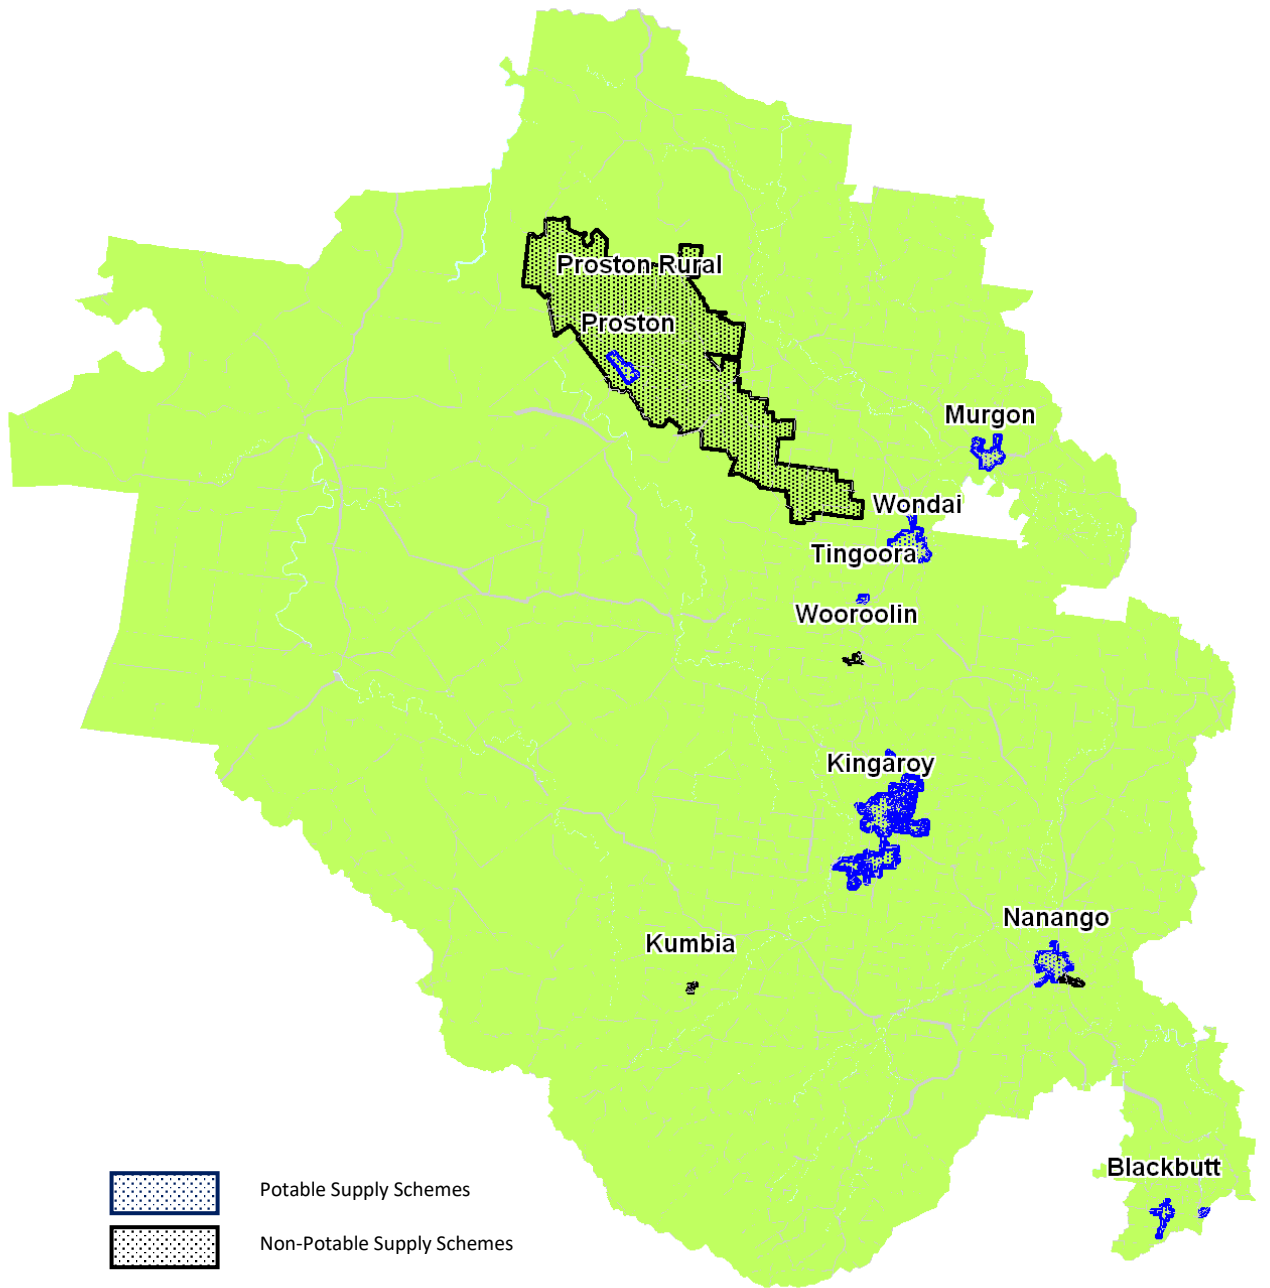 Proston Rural
Proston
Murgon
Wondai
Tingoora
Wooroolin
Kingaroy
Nanango
Kumbia
Blackbutt
Potable Supply Schemes
Non-Potable Supply Schemes